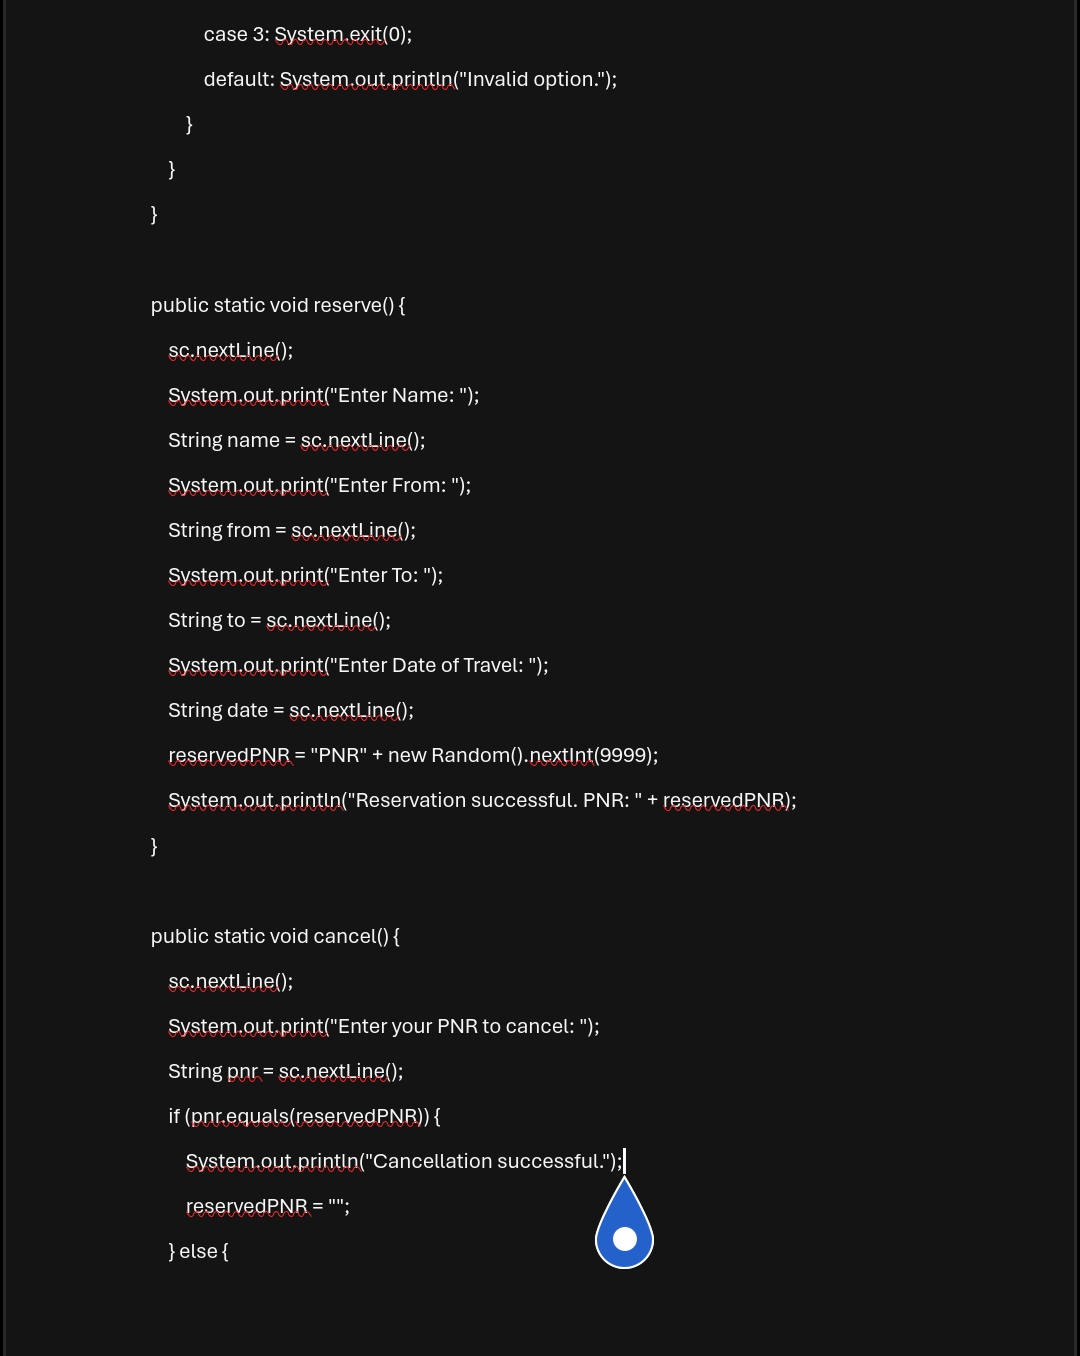 case 3: System.exit(0);
default: System.out.println("Invalid option.");
}
}
}
public static void reserve() {
sc.nextLine();
System.out.print("Enter Name: ");
String name = sc.nextLine();
System.out.print("Enter From: ");
String from = sc.nextLine();
System.out.print("Enter To: ");
String to = sc.nextLine();
System.out.print("Enter Date of Travel: ");
String date = sc.nextLine();
reservedPNR = "PNR" + new Random().nextInt(9999);
System.out.println("Reservation successful. PNR: " + reservedPNR);
}
public static void cancel() {
sc.nextLine();
System.out.print("Enter your PNR to cancel: ");
String pnr = sc.nextLine();
if (pnr.equals(reservedPNR)) {
System.out.println("Cancellation successful.");
reservedPNR = "";
} else {